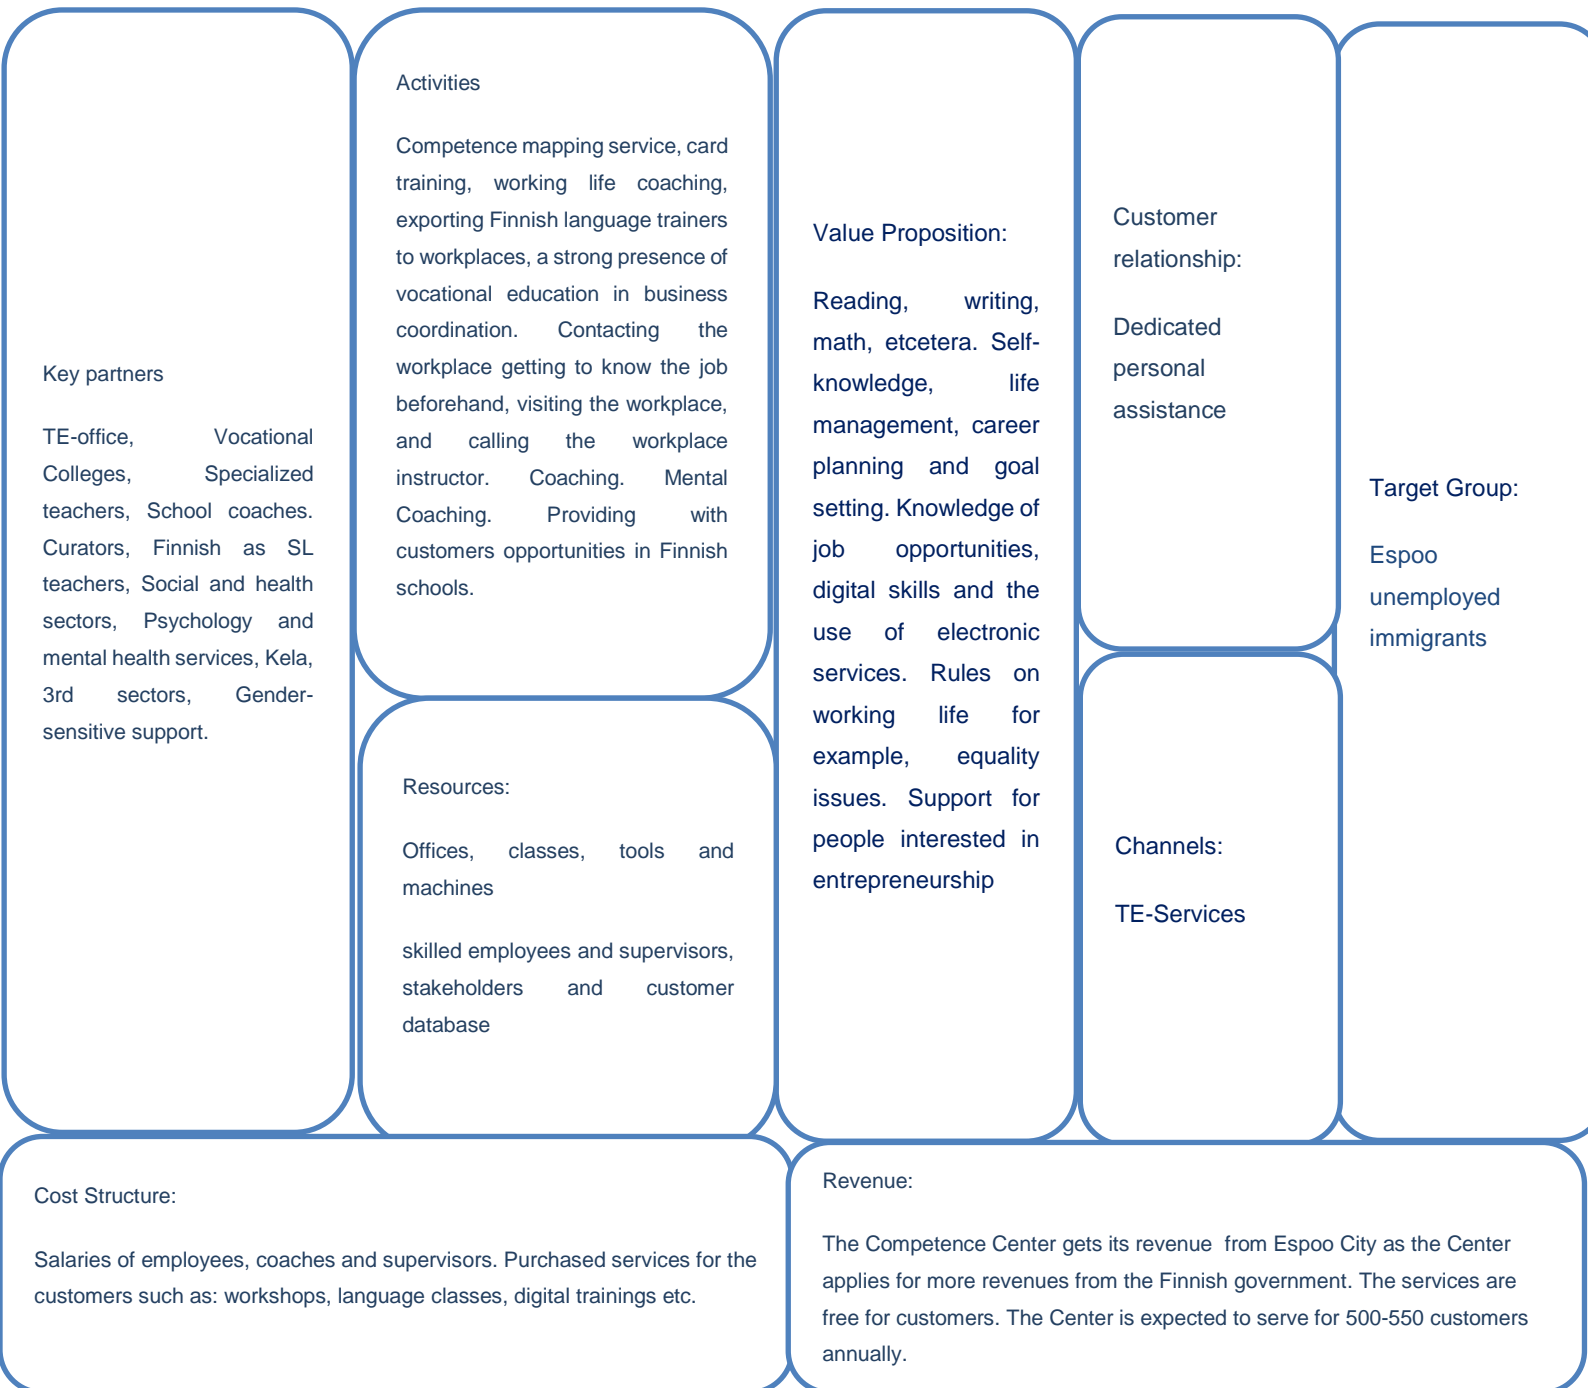 Key partners
TE-office, Vocational
Colleges, Specialized
teachers, School coaches.
Curators, Finnish as SL
teachers, Social and health
sectors, Psychology and
mental health services, Kela,
3rd sectors, Gender-
sensitive support.
Activities
Competence mapping service, card
training, working life coaching,
exporting Finnish language trainers
to workplaces, a strong presence of
vocational education in business
coordination. Contacting the
workplace getting to know the job
beforehand, visiting the workplace,
and calling the workplace
instructor. Coaching. Mental
Coaching. Providing with
customers opportunities in Finnish
schools.
Resources:
Offices, classes, tools and
machines
skilled employees and supervisors,
stakeholders and customer
database
Value Proposition:
Reading, writing,
math, etcetera. Self-
knowledge, life
management, career
planning and goal
setting. Knowledge of
job opportunities,
digital skills and the
use of electronic
services. Rules on
working life for
example, equality
issues. Support for
people interested in
entrepreneurship
Customer
relationship:
Dedicated
personal
assistance
Channels:
TE-Services
Target Group:
Espoo
unemployed
immigrants
Cost Structure:
Salaries of employees, coaches and supervisors. Purchased services for the
customers such as: workshops, language classes, digital trainings etc.
Revenue:
The Competence Center gets its revenue from Espoo City as the Center
applies for more revenues from the Finnish government. The services are
free for customers. The Center is expected to serve for 500-550 customers
annually.